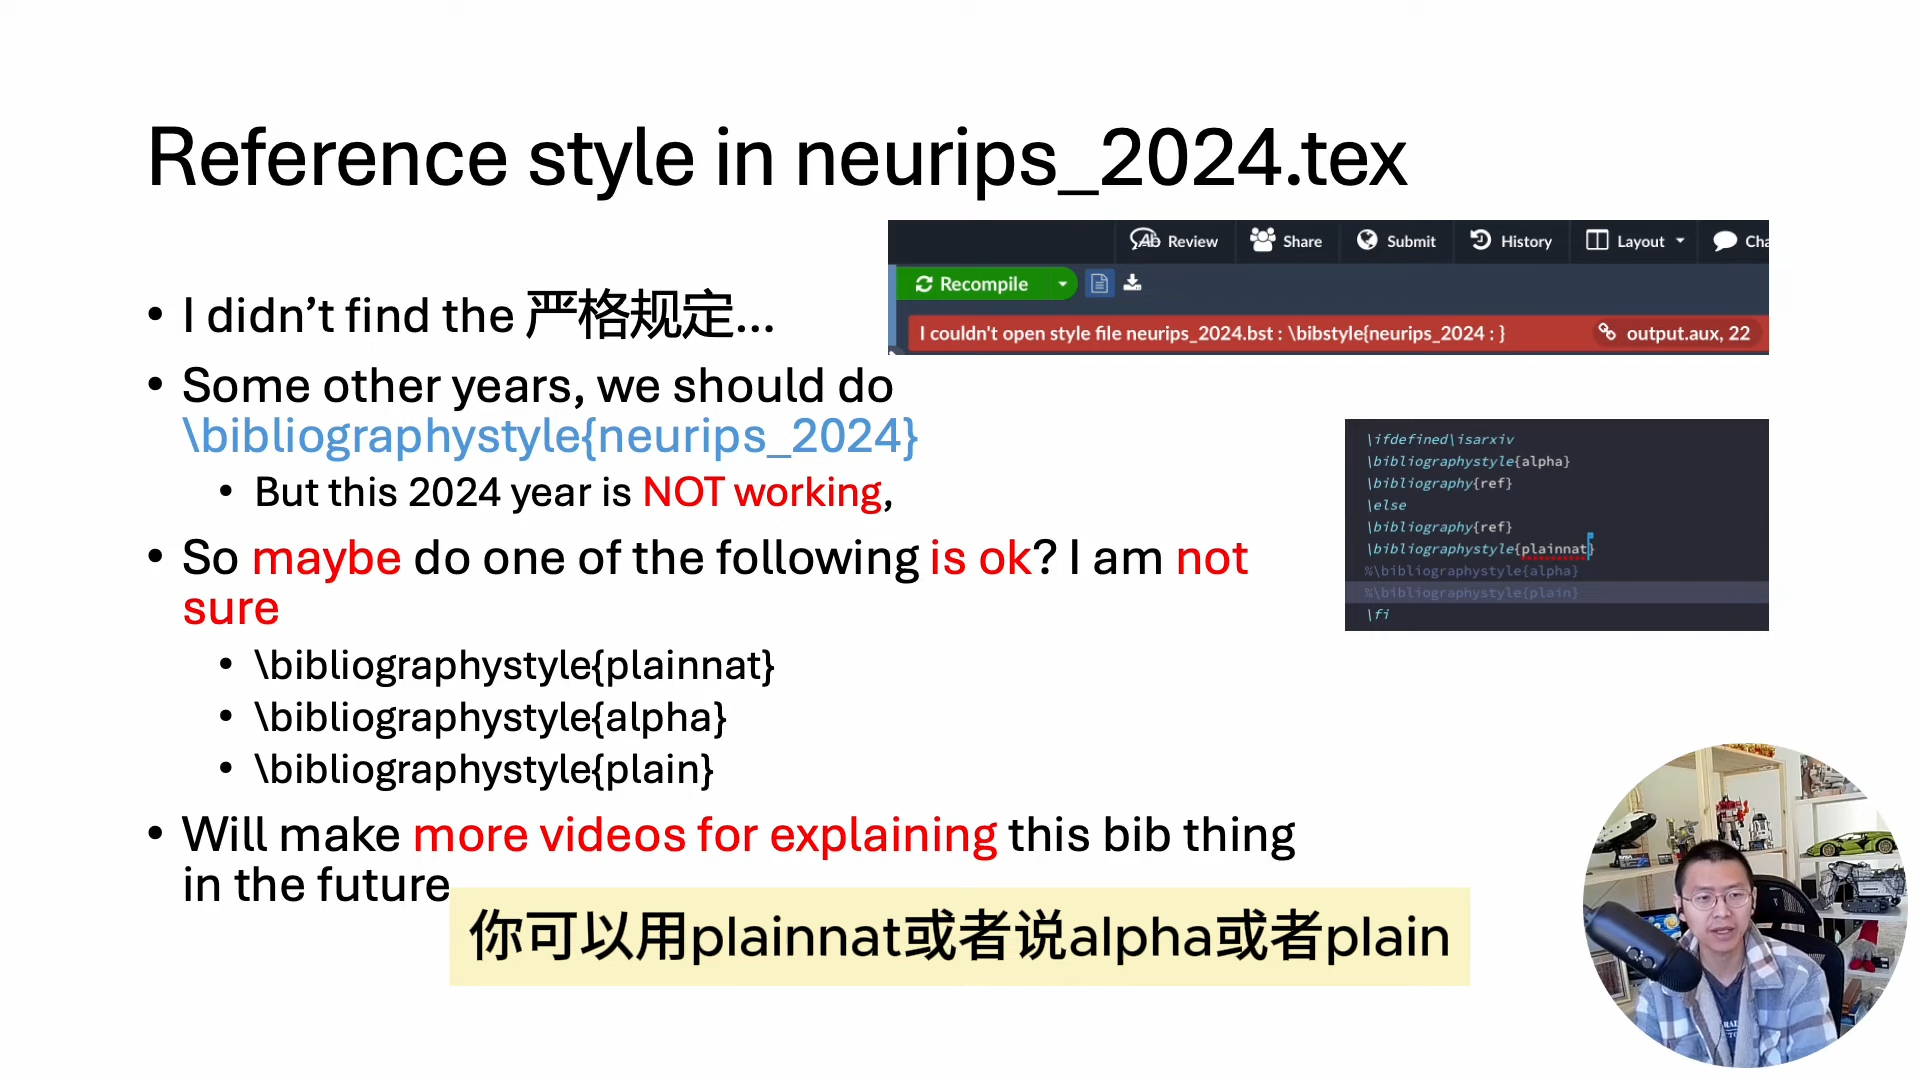 Reference style in neurips_2024.tex
Review Share Submit History Layout
Recompile
I couldn't open style file neurips_2024.bst : \bibstyle{neurips_2024 : } output.aux, 22
• I didn't find the 严格规定...
• Some other years, we should do
\bibliographystyle{neurips_2024}
• But this 2024 year is NOT working,
• So maybe do one of the following is ok? I am not
sure
• \bibliographystyle{plainnat}
• \bibliographystyle{alpha}
• \bibliographystyle{plain}
• Will make more videos for explaining this bib thing
in the future
\ifdefined\isarxiv
\bibliographystyle{alpha}
\bibliography{ref}
\else
\bibliography{ref}
\bibliographystyle{plainnat}
%\bibliographystyle{alpha}
%\bibliographystyle{plain}
\fi
你可以用plainnat或者说alpha或者plain